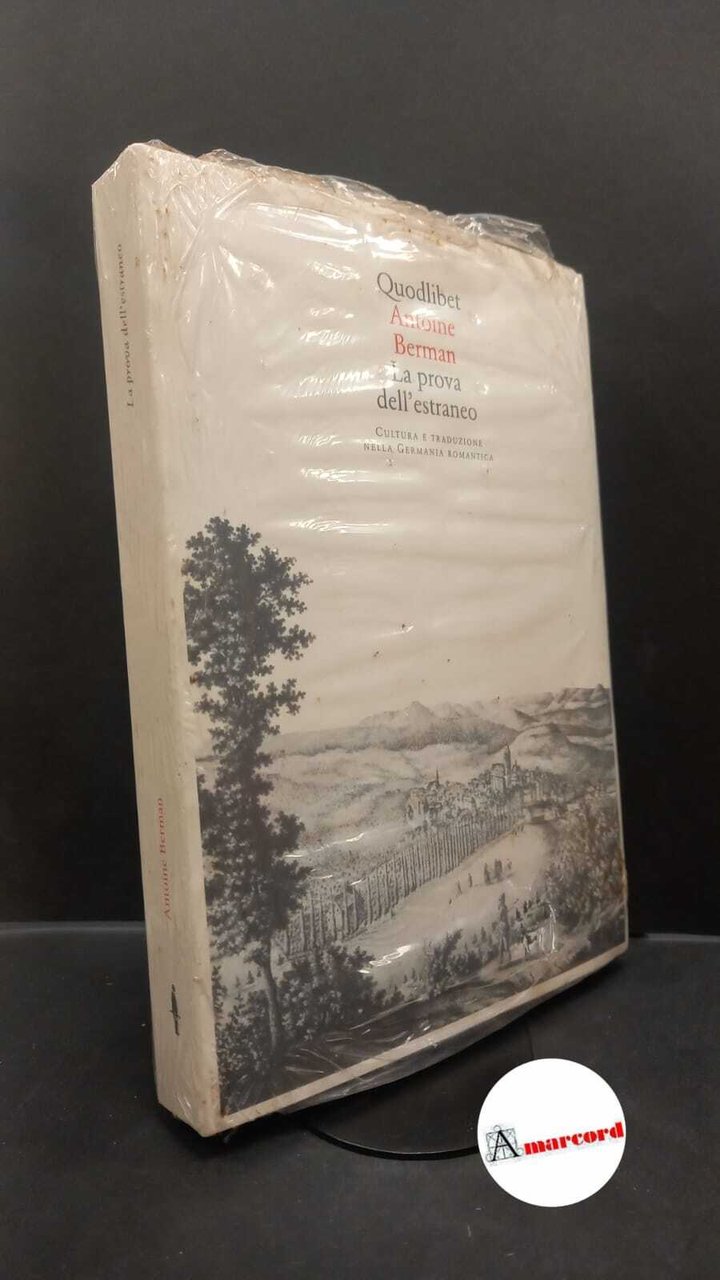 Quodlibet
Antoine
Berman
La prova
dell'estraneo
CULTURA E TRADUZIONE
NELLA GERMANIA ROMANTICA
La prova dell'estraneo
Antoine Berman
Amarcord